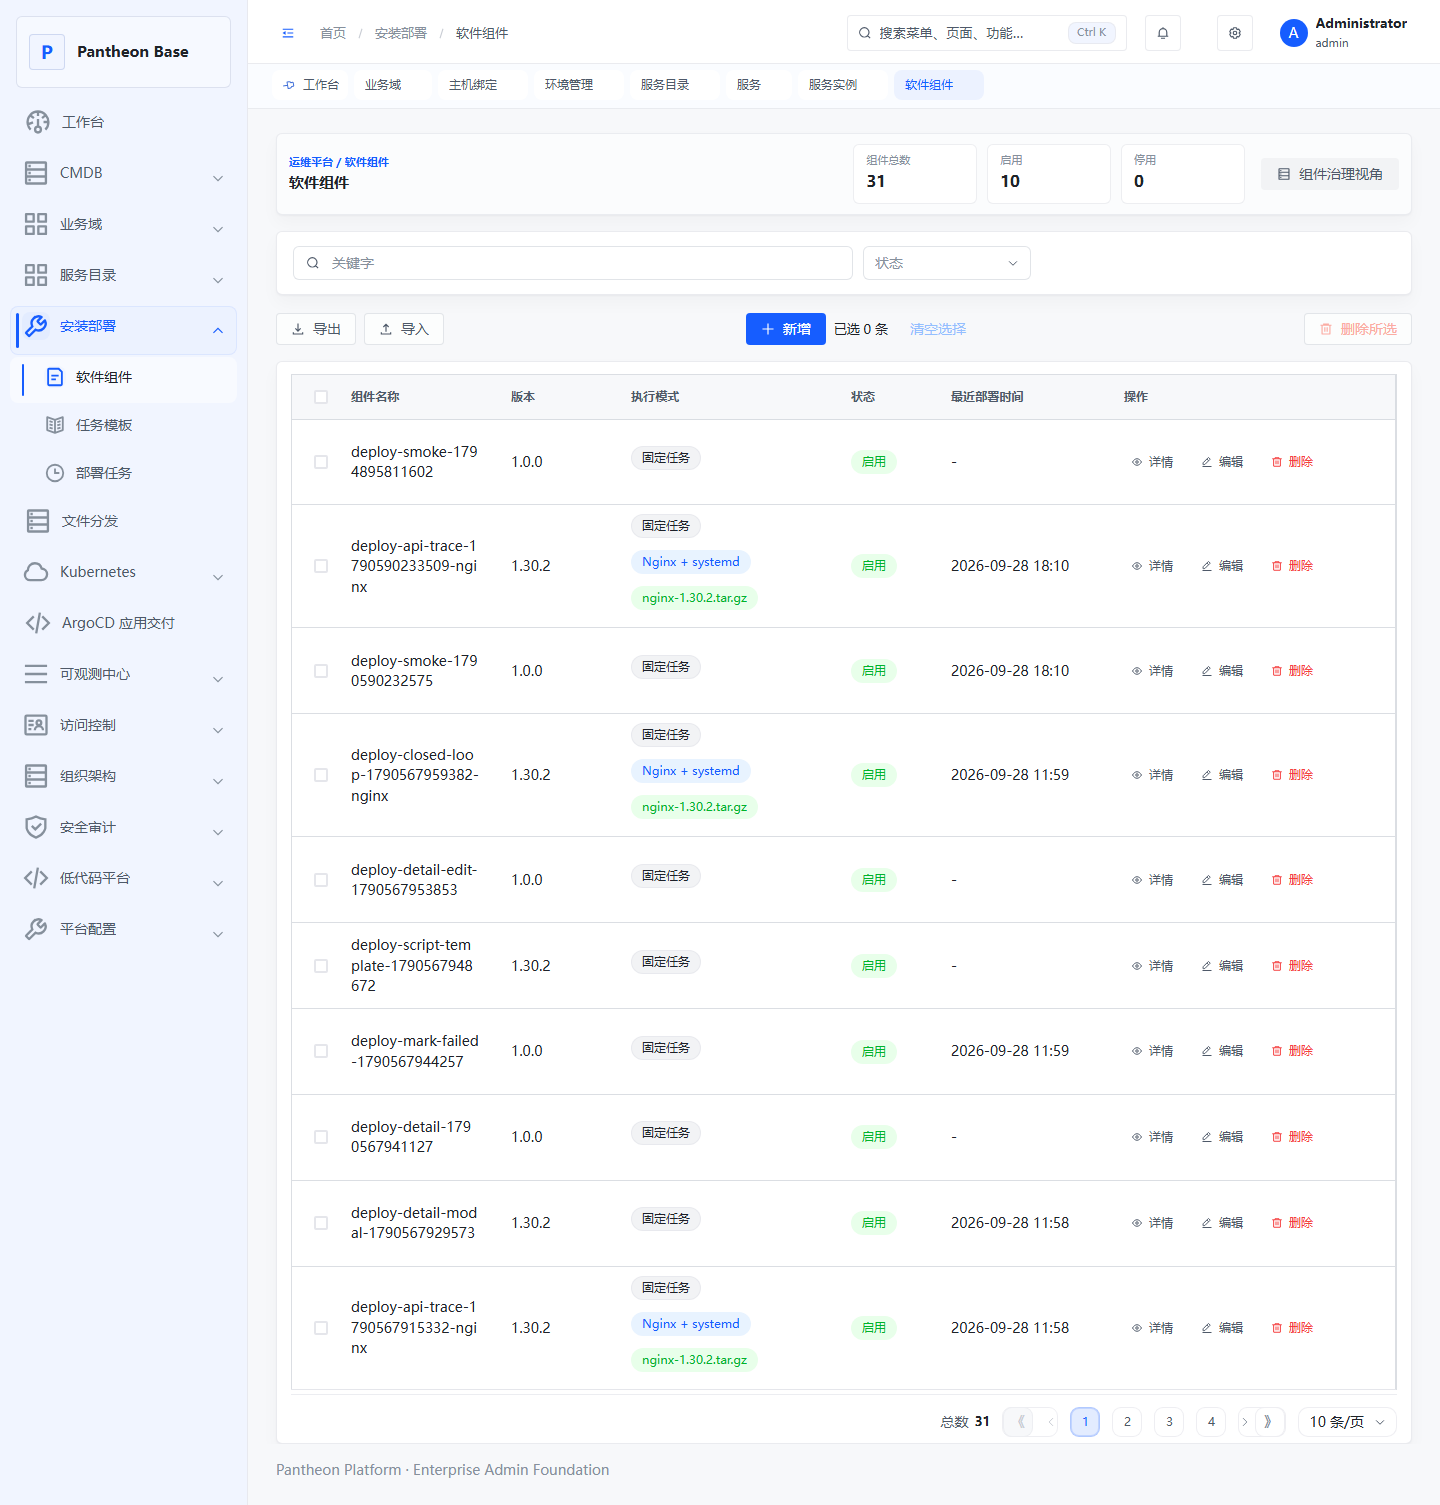 P
Pantheon Base
首页 / 安装部署 / 软件组件
搜索菜单、页面、功能...
Ctrl K
A
Administrator
admin
工作台
业务域
主机绑定
环境管理
服务目录
服务
服务实例
软件组件
工作台
CMDB
业务域
服务目录
安装部署
软件组件
任务模板
部署任务
文件分发
Kubernetes
ArgoCD 应用交付
可观测中心
访问控制
组织架构
安全审计
低代码平台
平台配置
运维平台 / 软件组件
软件组件
组件总数
31
启用
10
停用
0
组件治理视角
关键字
状态
导出
导入
新增
已选 0 条
清空选择
删除所选
组件名称 版本 执行模式 状态 最近部署时间 操作
deploy-smoke-179
4895811602
1.0.0
固定任务
启用
-
详情 编辑 删除
deploy-api-trace-1
790590233509-ngi
nx
1.30.2
固定任务
Nginx + systemd
nginx-1.30.2.tar.gz
启用
2026-09-28 18:10
详情 编辑 删除
deploy-smoke-179
0590232575
1.0.0
固定任务
启用
2026-09-28 18:10
详情 编辑 删除
deploy-closed-loo
p-1790567959382-
nginx
1.30.2
固定任务
Nginx + systemd
nginx-1.30.2.tar.gz
启用
2026-09-28 11:59
详情 编辑 删除
deploy-detail-edit-
1790567953853
1.0.0
固定任务
启用
-
详情 编辑 删除
deploy-script-tem
plate-1790567948
672
1.30.2
固定任务
启用
-
详情 编辑 删除
deploy-mark-failed
-1790567944257
1.0.0
固定任务
启用
2026-09-28 11:59
详情 编辑 删除
deploy-detail-179
0567941127
1.0.0
固定任务
启用
-
详情 编辑 删除
deploy-detail-mod
al-1790567929573
1.30.2
固定任务
启用
2026-09-28 11:58
详情 编辑 删除
deploy-api-trace-1
790567915332-ngi
nx
1.30.2
固定任务
Nginx + systemd
nginx-1.30.2.tar.gz
启用
2026-09-28 11:58
详情 编辑 删除
总数 31
1 2 3 4
10 条/页
Pantheon Platform · Enterprise Admin Foundation